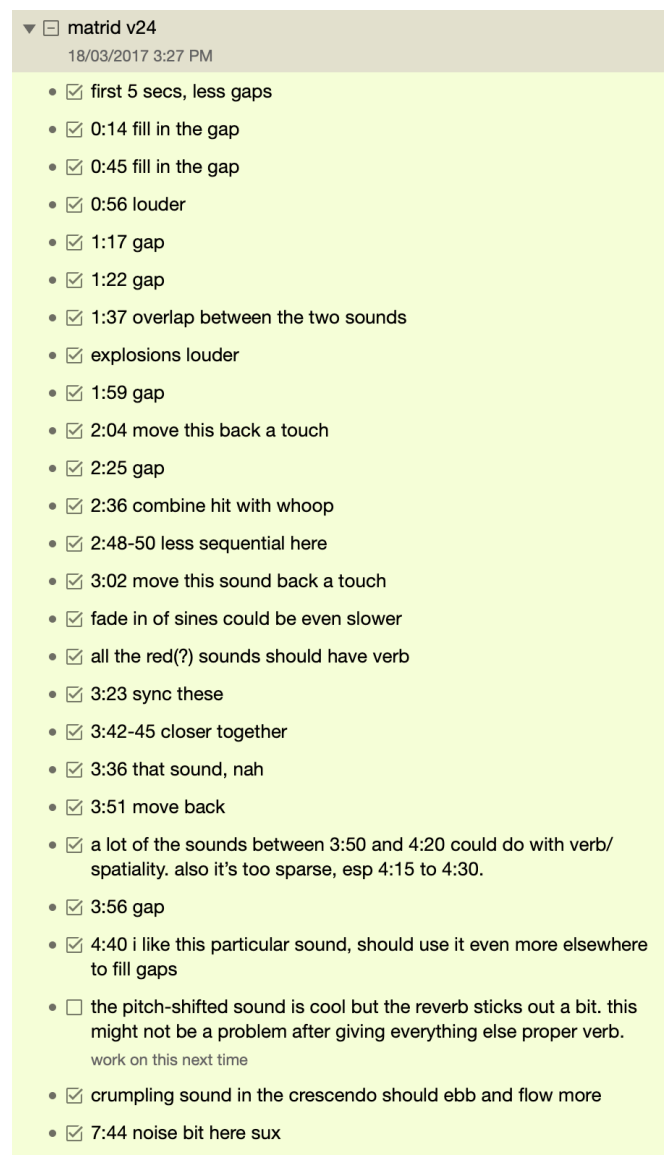 matrid v24
18/03/2017 3:27 PM
first 5 secs, less gaps
0:14 fill in the gap
0:45 fill in the gap
0:56 louder
1:17 gap
1:22 gap
1:37 overlap between the two sounds
explosions louder
1:59 gap
2:04 move this back a touch
2:25 gap
2:36 combine hit with whoop
2:48-50 less sequential here
3:02 move this sound back a touch
fade in of sines could be even slower
all the red(?) sounds should have verb
3:23 sync these
3:42-45 closer together
3:36 that sound, nah
3:51 move back
a lot of the sounds between 3:50 and 4:20 could do with verb/
spatiality. also it’s too sparse, esp 4:15 to 4:30.
3:56 gap
4:40 i like this particular sound, should use it even more elsewhere
to fill gaps
the pitch-shifted sound is cool but the reverb sticks out a bit. this
might not be a problem after giving everything else proper verb.
work on this next time
crumpling sound in the crescendo should ebb and flow more
7:44 noise bit here sux